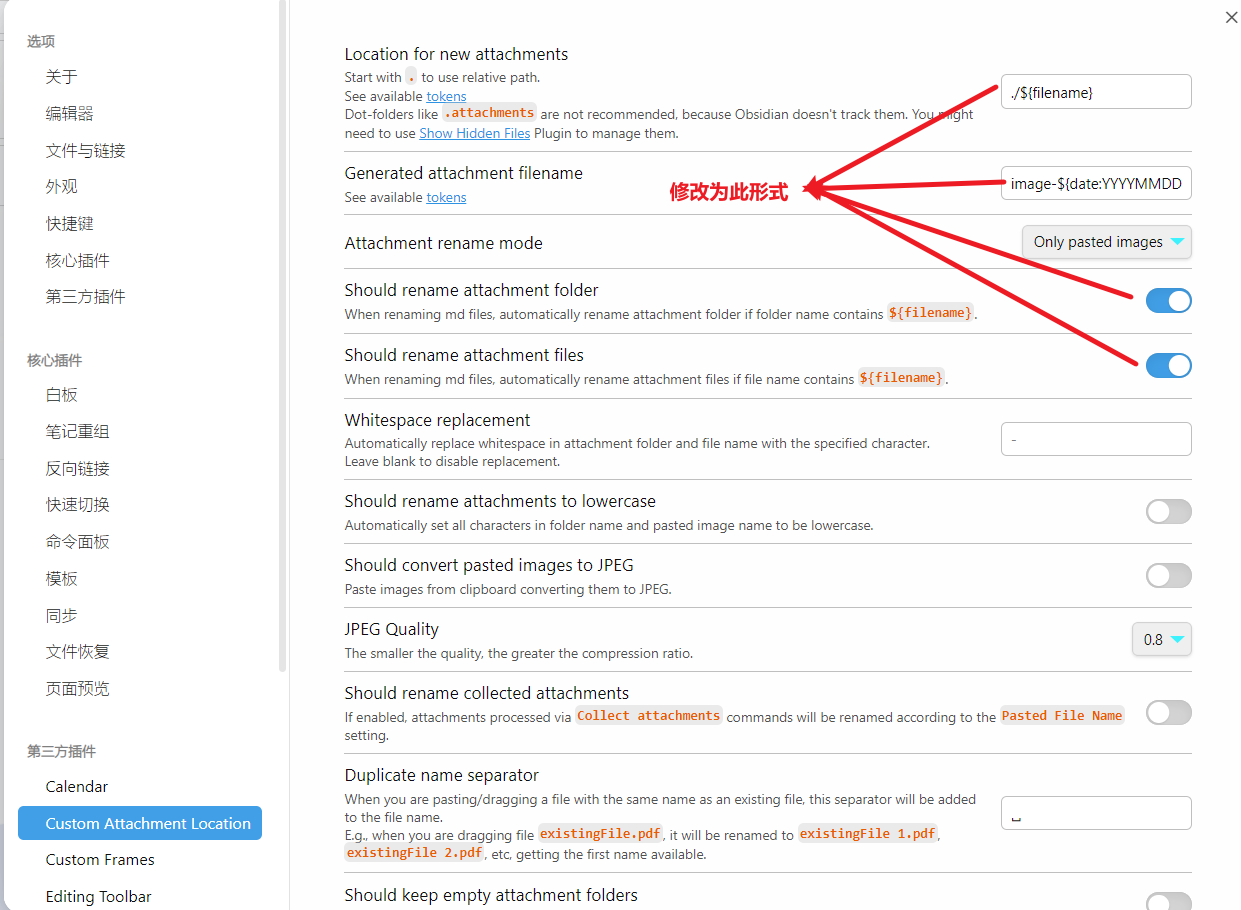 选项
关于
编辑器
文件与链接
外观
快捷键
核心插件
第三方插件
核心插件
白板
笔记重组
反向链接
快速切换
命令面板
模板
同步
文件恢复
页面预览
第三方插件
Calendar
Custom Attachment Location
Custom Frames
Editing Toolbar
Location for new attachments
Start with . to use relative path.
See available tokens
Dot-folders like .attachments are not recommended, because Obsidian doesn't track them. You might
need to use Show Hidden Files Plugin to manage them.
./${filename}
Generated attachment filename
See available tokens
修改为此形式
image-${date:YYYYMMDD
Attachment rename mode
Only pasted images
Should rename attachment folder
When renaming md files, automatically rename attachment folder if folder name contains ${filename}.
Should rename attachment files
When renaming md files, automatically rename attachment files if file name contains ${filename}.
Whitespace replacement
Automatically replace whitespace in attachment folder and file name with the specified character.
Leave blank to disable replacement.
-
Should rename attachments to lowercase
Automatically set all characters in folder name and pasted image name to be lowercase.
Should convert pasted images to JPEG
Paste images from clipboard converting them to JPEG.
JPEG Quality
The smaller the quality, the greater the compression ratio.
0.8
Should rename collected attachments
If enabled, attachments processed via Collect attachments commands will be renamed according to the Pasted File Name
setting.
Duplicate name separator
When you are pasting/dragging a file with the same name as an existing file, this separator will be added
to the file name.
E.g., when you are dragging file existingFile.pdf, it will be renamed to existingFile 1.pdf,
existingFile 2.pdf, etc, getting the first name available.
␣
Should keep empty attachment folders